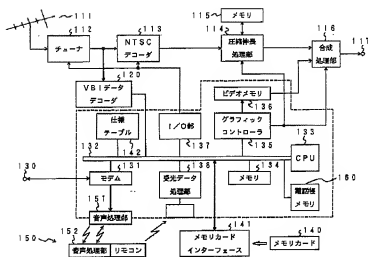 111
112
チューナ
113
NTSC
デコーダ
115
メモリ
114
圧縮伸長
処理部
116
合成
処理部
117
120
VBIデータ
デコーダ
ビデオメモリ
136
仕様
テーブル
142
I/O部
137
グラフィック
コントローラ
135
133
CPU
132
130
131
モデム
138
受光データ
処理部
134
メモリ
160
メモリ
151
音声処理部
150
152
音声処理部
リモコン
141
メモリカード
インターフェース
140
メモリカード